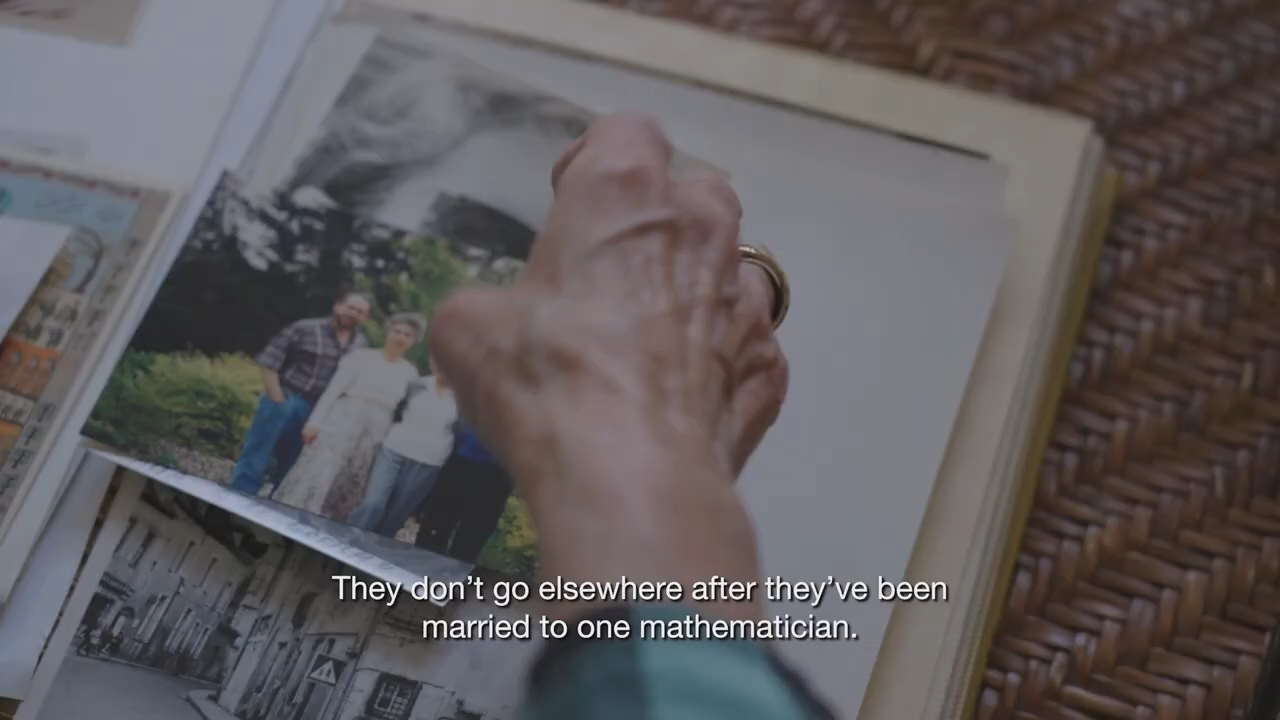 They don't go elsewhere after they've been
married to one mathematician.